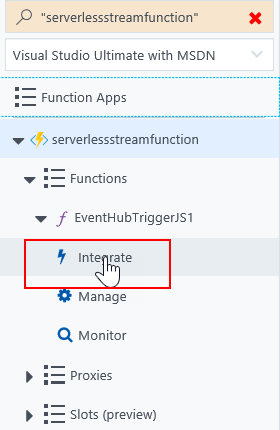 "serverlessstreamfunction"
Visual Studio Ultimate with MSDN
Function Apps
serverlessstreamfunction
Functions
f EventHubTriggerJS1
Integrate
Manage
Monitor
Proxies
Slots (preview)